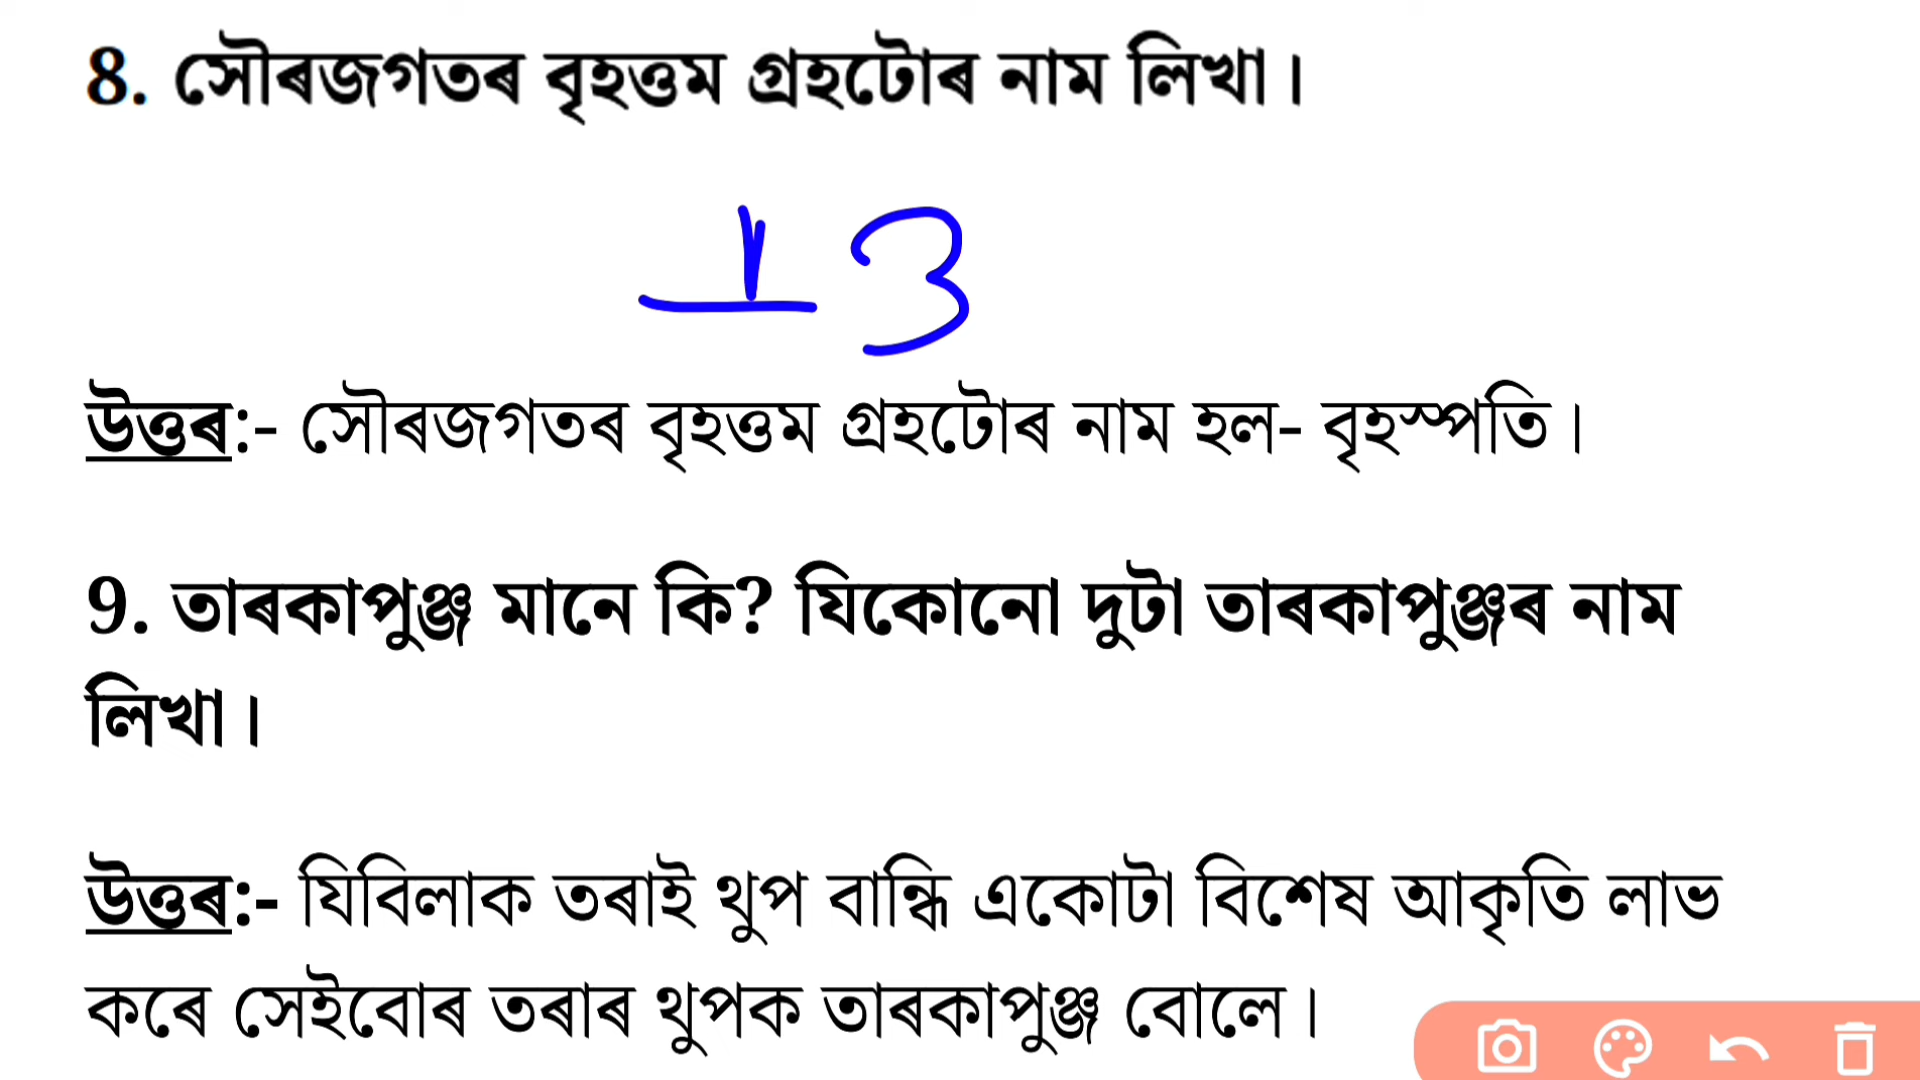 8. সৌৰজগতৰ বৃহত্তম গ্ৰহটোৰ নাম লিখা।
13
উত্তৰ:- সৌৰজগতৰ বৃহত্তম গ্ৰহটোৰ নাম হল- বৃহস্পতি।
9. তাৰকাপুঞ্জ মানে কি? যিকোনো দুটা তাৰকাপুঞ্জৰ নাম
লিখা।
উত্তৰ:- যিবিলাক তৰাই থুপ বান্ধি একোটা বিশেষ আকৃতি লাভ
কৰে সেইবোৰ তৰাৰ থুপক তাৰকাপুঞ্জ বোলে।